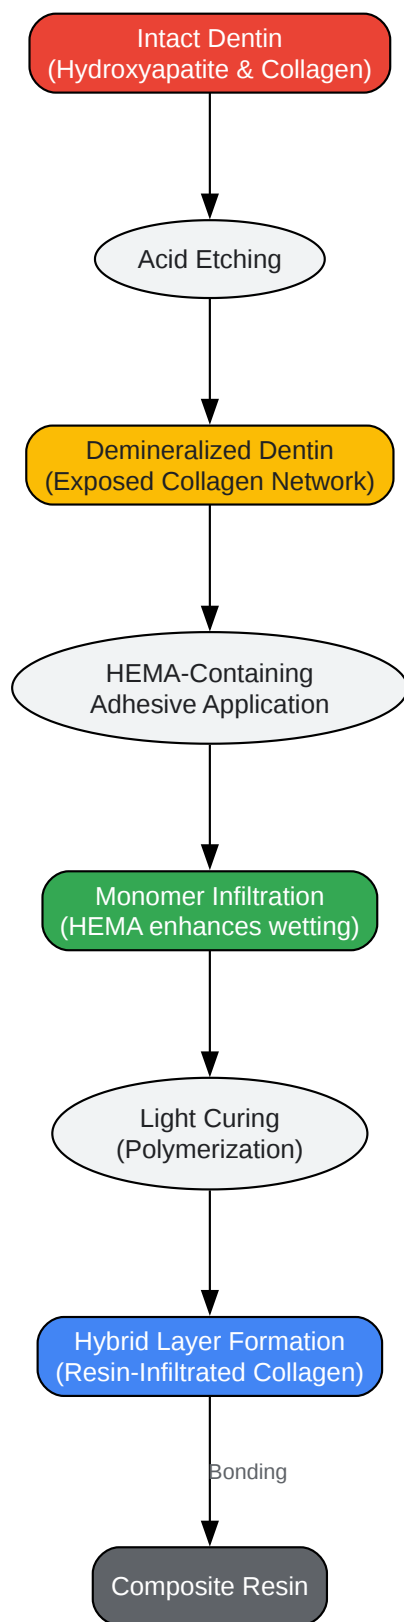 Intact Dentin
(Hydroxyapatite & Collagen)
Acid Etching
Demineralized Dentin
(Exposed Collagen Network)
HEMA-Containing
Adhesive Application
Monomer Infiltration
(HEMA enhances wetting)
Light Curing
(Polymerization)
Hybrid Layer Formation
(Resin-Infiltrated Collagen)
Bonding
Composite Resin